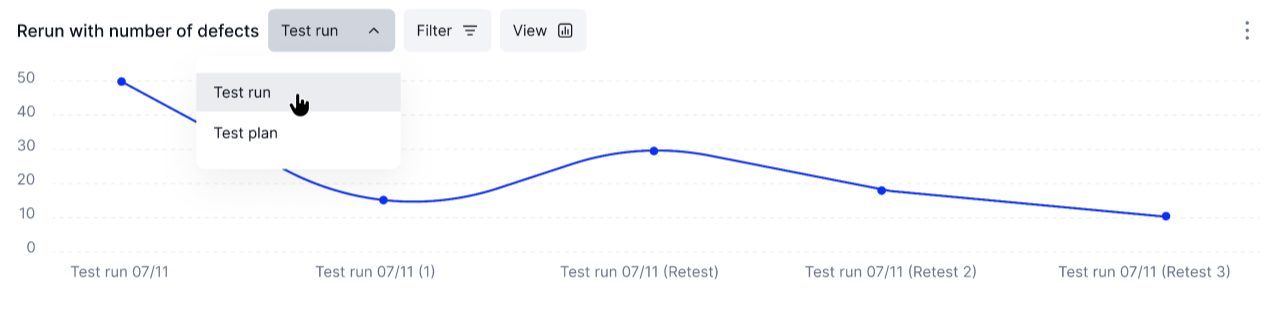 Rerun with number of defects Test run Filter View
50
Test run
40
Test plan
30
20
10
0
Test run 07/11 Test run 07/11 (1) Test run 07/11 (Retest) Test run 07/11 (Retest 2) Test run 07/11 (Retest 3)